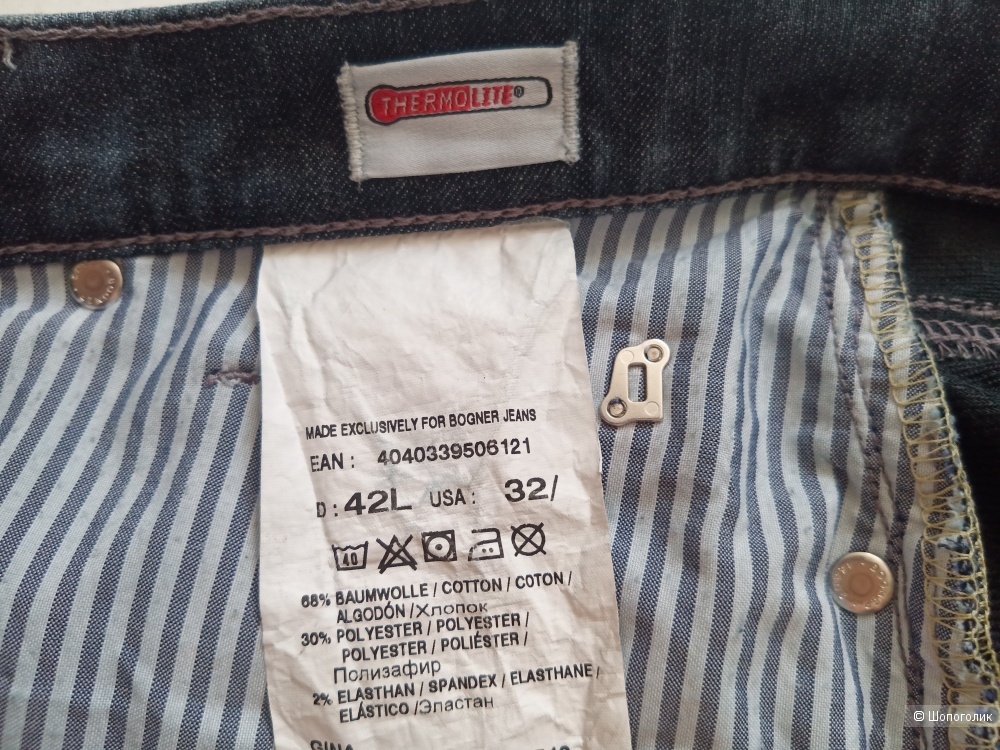 THERMOLITE®
MADE EXCLUSIVELY FOR BOGNER JEANS
EAN : 4040339506121
D : 42L USA : 32/
40
68% BAUMWOLLE / COTTON / COTON /
ALGODÓN /Хлопок
30% POLYESTER / POLYESTER /
POLYESTER / POLIÉSTER /
Полизафир
2% ELASTHAN / SPANDEX / ELASTHANE /
ELÁSTICO /Эластан
GINA
© Шопоголик